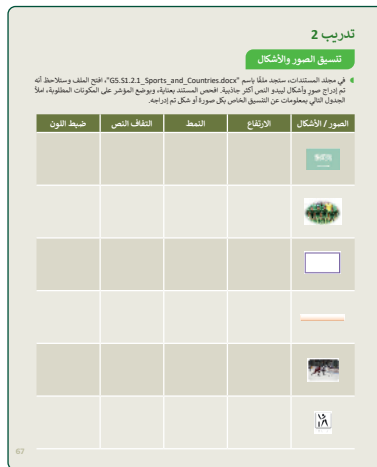 تدريب 2
تنسيق الصور والأشكال
في مجلد المستندات، ستجد ملفًا باسم "G5.S1.2.1_Sports_and_Countries.docx"، افتح الملف وستلاحظ أنه
تم إدراج صور وأشكال ليبدو النص أكثر جاذبية. افحص المستند بعناية، وبوضع المؤشر على المكونات المطلوبة، املأ
الجدول التالي بمعلومات عن التنسيق الخاص بكل صورة أو شكل تم إدراجه.
الصور / الأشكال الارتفاع النمط التفاف النص ضبط اللون
67